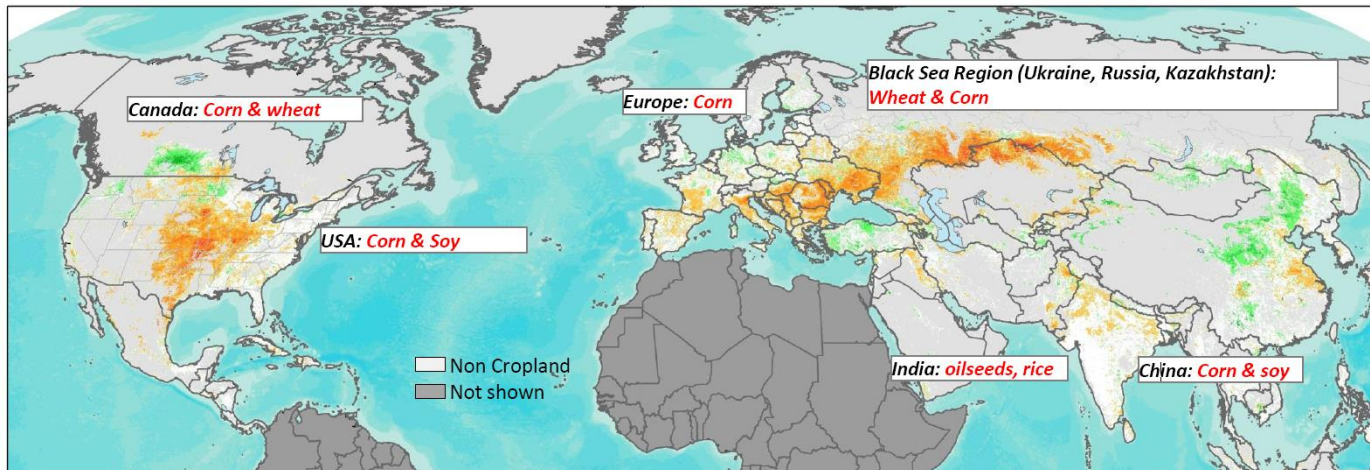 Black Sea Region (Ukraine, Russia, Kazakhstan):
Wheat & Corn
Canada: Corn & wheat
Europe: Corn
USA: Corn & Soy
Non Cropland
Not shown
India: oilseeds, rice
China: Corn & soy